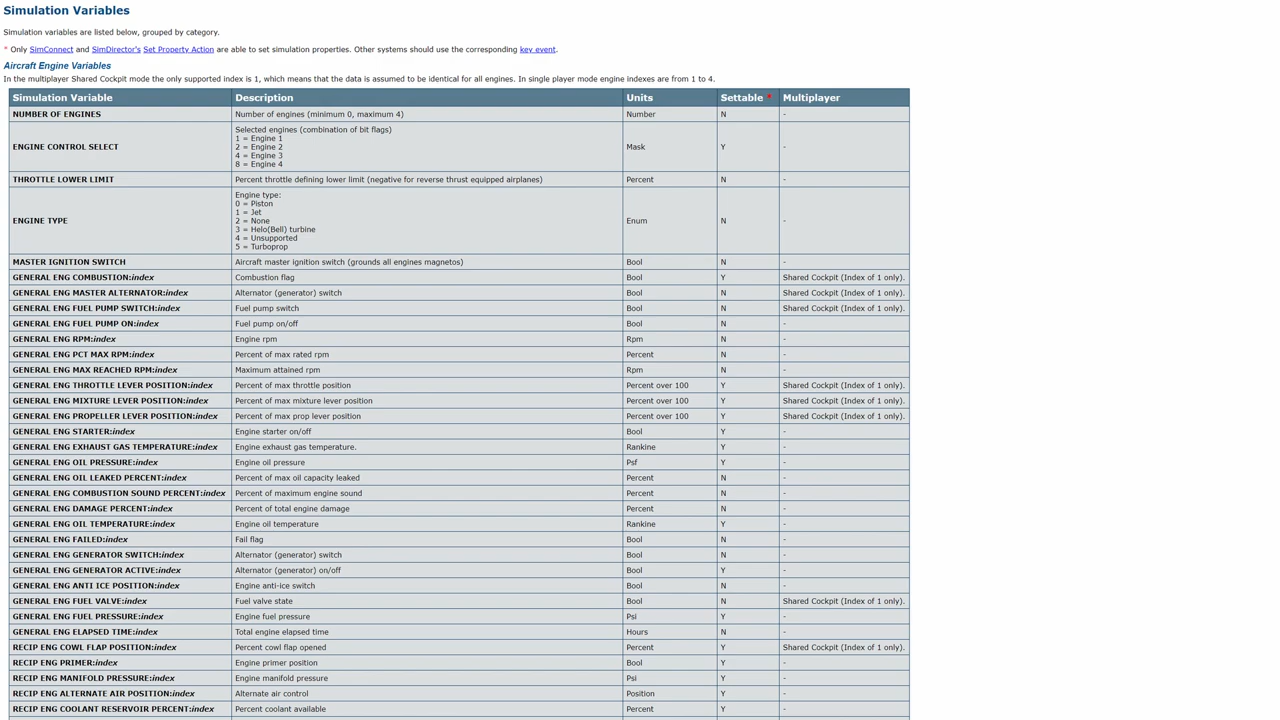 Simulation Variables
Simulation variables are listed below, grouped by category.
* Only SimConnect and SimDirector's Set Property Action are able to set simulation properties. Other systems should use the corresponding key event.
Aircraft Engine Variables
In the multiplayer Shared Cockpit mode the only supported index is 1, which means that the data is assumed to be identical for all engines. In single player mode engine indexes are from 1 to 4.
Simulation Variable Description Units Settable * Multiplayer
NUMBER OF ENGINES Number of engines (minimum 0, maximum 4) Number N -
ENGINE CONTROL SELECT Selected engines (combination of bit flags)
1 = Engine 1
2 = Engine 2
4 = Engine 3
8 = Engine 4
Mask Y -
THROTTLE LOWER LIMIT Percent throttle defining lower limit (negative for reverse thrust equipped airplanes) Percent N -
ENGINE TYPE Engine type:
0 = Piston
1 = Jet
2 = None
3 = Helo(Bell) turbine
4 = Unsupported
5 = Turboprop
Enum N -
MASTER IGNITION SWITCH Aircraft master ignition switch (grounds all engines magnetos) Bool N -
GENERAL ENG COMBUSTION:index Combustion flag Bool Y Shared Cockpit (Index of 1 only).
GENERAL ENG MASTER ALTERNATOR:index Alternator (generator) switch Bool N Shared Cockpit (Index of 1 only).
GENERAL ENG FUEL PUMP SWITCH:index Fuel pump switch Bool N Shared Cockpit (Index of 1 only).
GENERAL ENG FUEL PUMP ON:index Fuel pump on/off Bool N -
GENERAL ENG RPM:index Engine rpm Rpm N -
GENERAL ENG PCT MAX RPM:index Percent of max rated rpm Percent N -
GENERAL ENG MAX REACHED RPM:index Maximum attained rpm Rpm N -
GENERAL ENG THROTTLE LEVER POSITION:index Percent of max throttle position Percent over 100 Y Shared Cockpit (Index of 1 only).
GENERAL ENG MIXTURE LEVER POSITION:index Percent of max mixture lever position Percent over 100 Y Shared Cockpit (Index of 1 only).
GENERAL ENG PROPELLER LEVER POSITION:index Percent of max prop lever position Percent over 100 Y Shared Cockpit (Index of 1 only).
GENERAL ENG STARTER:index Engine starter on/off Bool Y -
GENERAL ENG EXHAUST GAS TEMPERATURE:index Engine exhaust gas temperature. Rankine Y -
GENERAL ENG OIL PRESSURE:index Engine oil pressure Psf Y -
GENERAL ENG OIL LEAKED PERCENT:index Percent of max oil capacity leaked Percent N -
GENERAL ENG COMBUSTION SOUND PERCENT:index Percent of maximum engine sound Percent N -
GENERAL ENG DAMAGE PERCENT:index Percent of total engine damage Percent N -
GENERAL ENG OIL TEMPERATURE:index Engine oil temperature Rankine Y -
GENERAL ENG FAILED:index Fail flag Bool N -
GENERAL ENG GENERATOR SWITCH:index Alternator (generator) switch Bool N -
GENERAL ENG GENERATOR ACTIVE:index Alternator (generator) on/off Bool Y -
GENERAL ENG ANTI ICE POSITION:index Engine anti-ice switch Bool N -
GENERAL ENG FUEL VALVE:index Fuel valve state Bool N Shared Cockpit (Index of 1 only).
GENERAL ENG FUEL PRESSURE:index Engine fuel pressure Psi Y -
GENERAL ENG ELAPSED TIME:index Total engine elapsed time Hours N -
RECIP ENG COWL FLAP POSITION:index Percent cowl flap opened Percent Y Shared Cockpit (Index of 1 only).
RECIP ENG PRIMER:index Engine primer position Bool Y -
RECIP ENG MANIFOLD PRESSURE:index Engine manifold pressure Psi Y -
RECIP ENG ALTERNATE AIR POSITION:index Alternate air control Position Y -
RECIP ENG COOLANT RESERVOIR PERCENT:index Percent coolant available Percent Y -